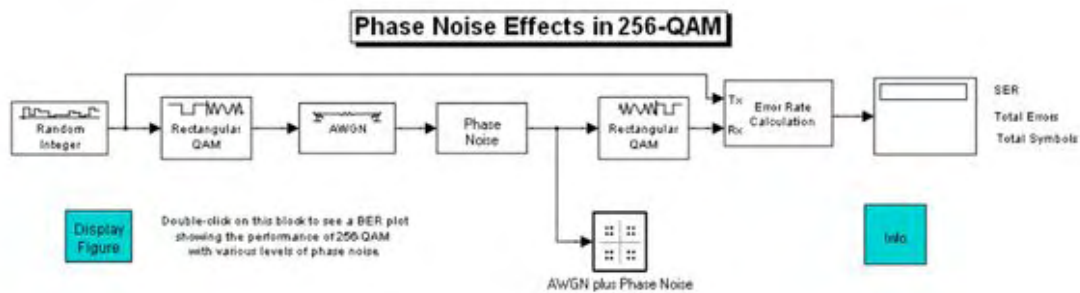 Phase Noise Effects in 256-QAM
Random
Integer
Rectangular
QAM
AWGN
Phase
Noise
Rectangular
QAM
Tx
Rx
Error Rate
Calculation
SER
Total Errors
Total Symbols
Display
Figure
Double-click on this block to see a BER plot
showing the performance of 256-QAM
with various levels of phase noise.
AWGN plus Phase Noise
Info